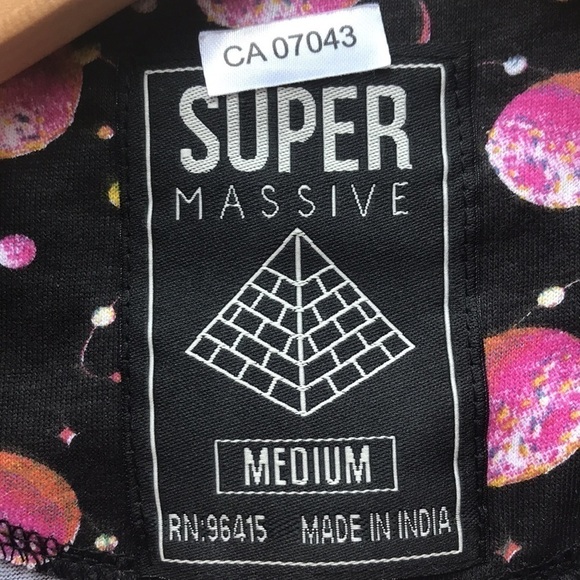 CA 07043
SUPER
MASSIVE
MEDIUM
RN:96415 MADE IN INDIA